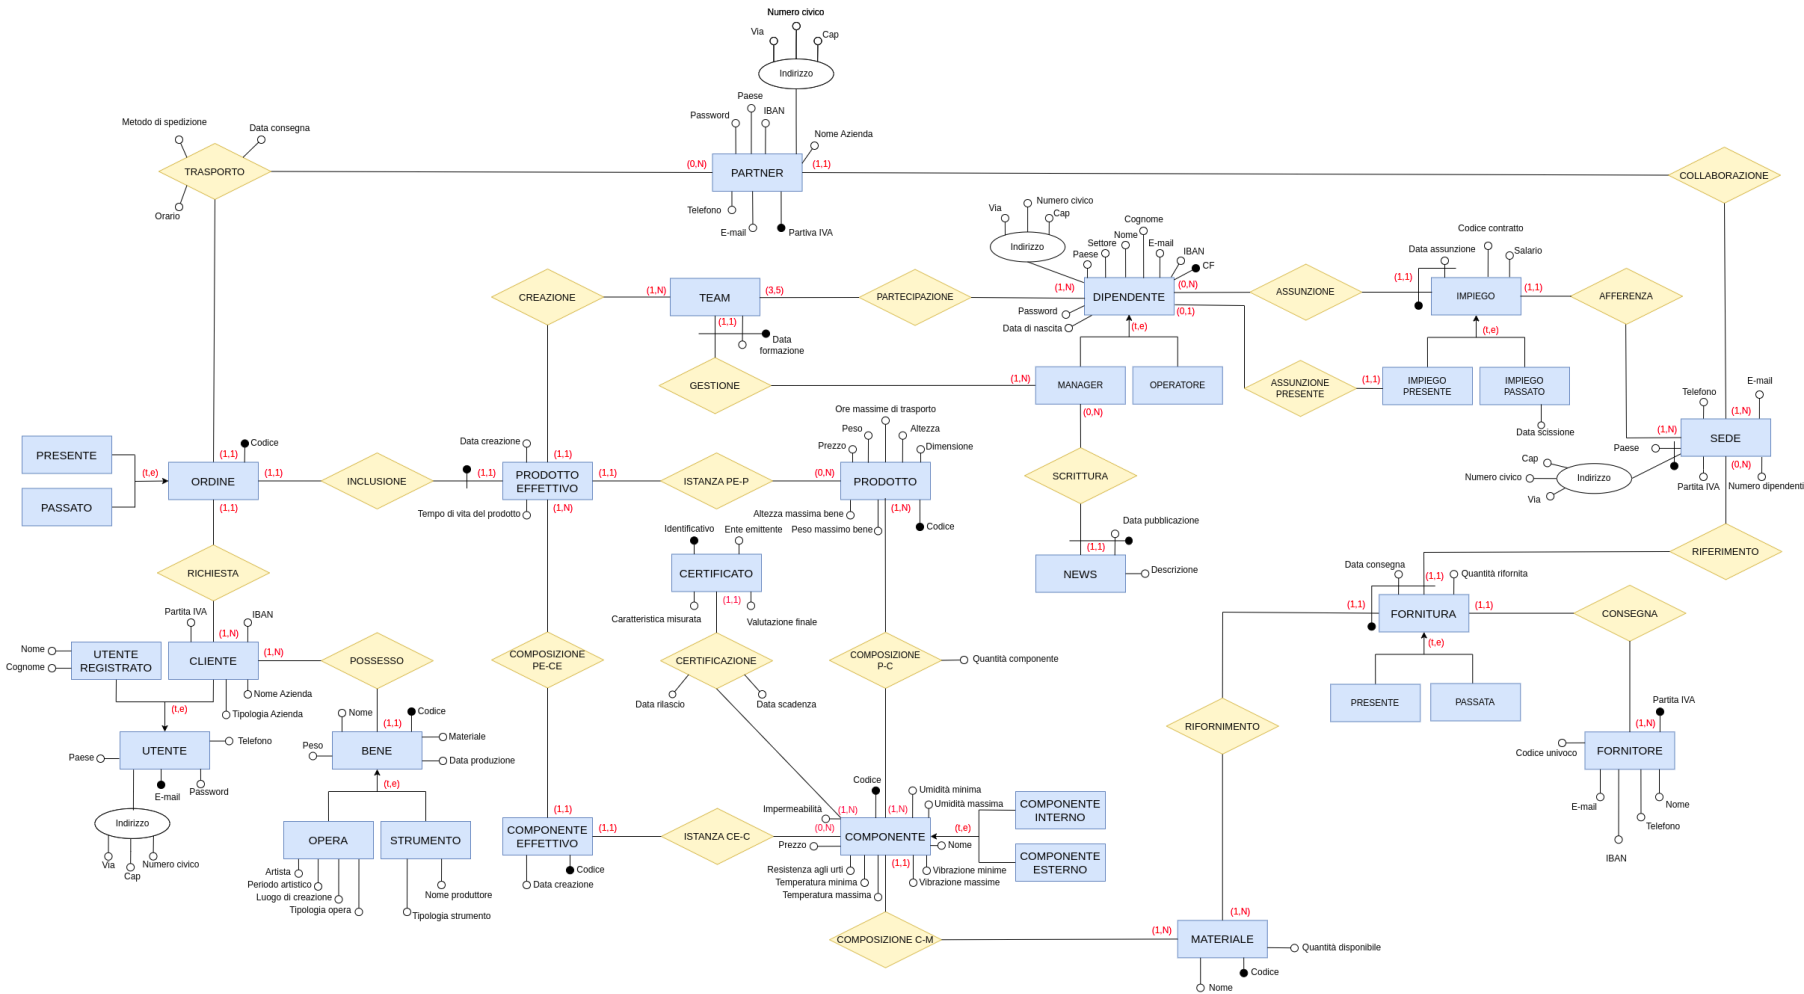 Numero civico
Via
Cap
Indirizzo
Paese
Password
IBAN
Nome Azienda
Metodo di spedizione
Data consegna
TRASPORTO
Orario
(0,N)
PARTNER
(1,1)
COLLABORAZIONE
Telefono
E-mail
Partiva IVA
Via
Numero civico
Cap
Indirizzo
Cognome
Nome
Settore
E-mail
Paese
IBAN
CF
Codice contratto
Data assunzione
Salario
CREAZIONE
(1,N)
TEAM
(3,5)
PARTECIPAZIONE
(1,N)
DIPENDENTE
(0,N)
ASSUNZIONE
(1,1)
IMPIEGO
(1,1)
AFFERENZA
Password
Data di nascita
(0,1)
(t,e)
(t,e)
(1,1)
Data
formazione
GESTIONE
(1,N)
MANAGER
OPERATORE
ASSUNZIONE
PRESENTE
(1,1)
IMPIEGO
PRESENTE
IMPIEGO
PASSATO
Data scissione
(0,N)
Telefono
E-mail
(1,N)
(1,N)
SEDE
Paese
Cap
Numero civico
Via
Indirizzo
Partita IVA
(0,N)
Numero dipendenti
PRESENTE
PASSATO
(t,e)
ORDINE
Codice
(1,1)
(1,1)
(1,1)
INCLUSIONE
(1,1)
Data creazione
(1,1)
PRODOTTO
EFFETTIVO
(1,1)
Tempo di vita del prodotto
(1,N)
ISTANZA PE-P
(0,N)
Ore massime di trasporto
Peso
Altezza
Prezzo
Dimensione
PRODOTTO
Altezza massima bene
Peso massimo bene
(1,N)
Codice
SCRITTURA
Data pubblicazione
(1,1)
NEWS
Descrizione
RIFERIMENTO
RICHIESTA
Identificativo
Ente emittente
CERTIFICATO
(1,1)
Caratteristica misurata
Valutazione finale
Data consegna
(1,1)
Quantità rifornita
(1,1)
FORNITURA
(1,1)
CONSEGNA
(t,e)
Partita IVA
IBAN
(1,N)
Nome
Cognome
UTENTE
REGISTRATO
CLIENTE
(1,N)
POSSESSO
Nome Azienda
Tipologia Azienda
(t,e)
COMPOSIZIONE
PE-CE
CERTIFICAZIONE
Data rilascio
Data scadenza
COMPOSIZIONE
P-C
Quantità componente
PRESENTE
PASSATA
RIFORNIMENTO
Partita IVA
(1,N)
FORNITORE
Codice univoco
E-mail
Nome
Telefono
IBAN
UTENTE
Telefono
Paese
E-mail
Password
Indirizzo
Via
Cap
Numero civico
Nome
Codice
(1,1)
Peso
BENE
Materiale
Data produzione
(t,e)
OPERA
STRUMENTO
Artista
Periodo artistico
Luogo di creazione
Tipologia opera
Nome produttore
Tipologia strumento
(1,1)
COMPONENTE
EFFETTIVO
(1,1)
Codice
Data creazione
ISTANZA CE-C
(0,N)
Codice
Umidità minima
Umidità massima
Impermeabilità
(1,N)
(1,N)
Prezzo
COMPONENTE
(t,e)
Nome
COMPONENTE
INTERNO
COMPONENTE
ESTERNO
(1,1)
Resistenza agli urti
Temperatura minima
Temperatura massima
Vibrazione minime
Vibrazione massime
COMPOSIZIONE C-M
(1,N)
(1,N)
MATERIALE
Quantità disponibile
Codice
Nome